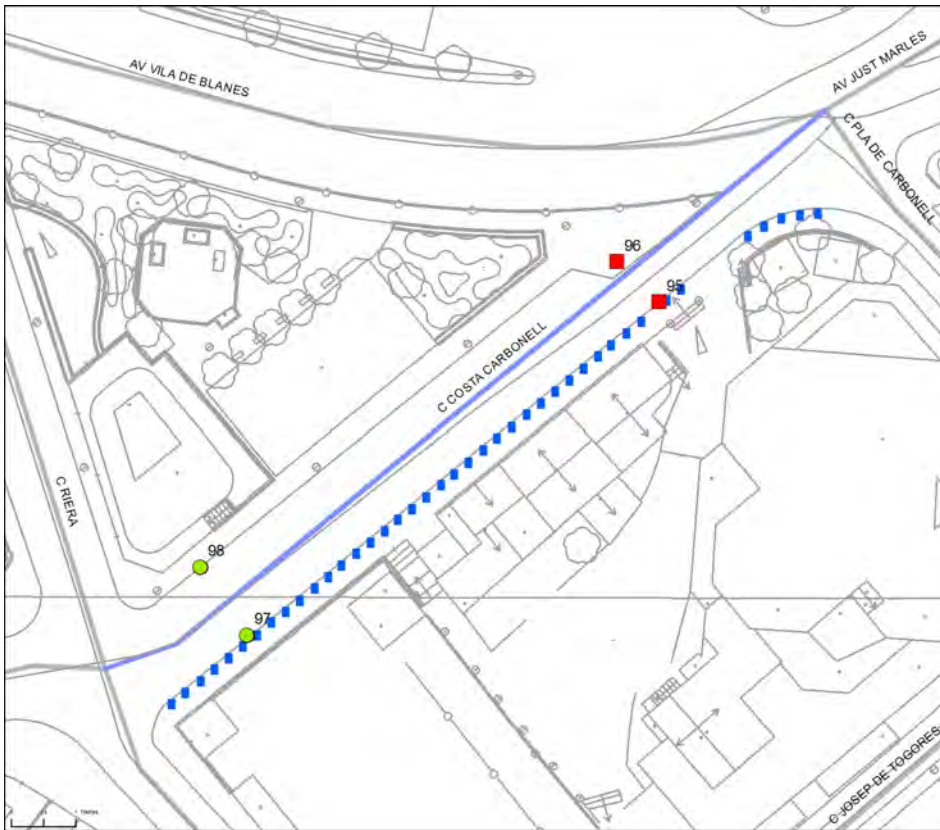 AV VILA DE BLANES
AV JUST MARLES
C PLA DE CARBONELL
96
95
C COSTA CARBONELL
C RIERA
98
97
C JOSEP DE TOGORES